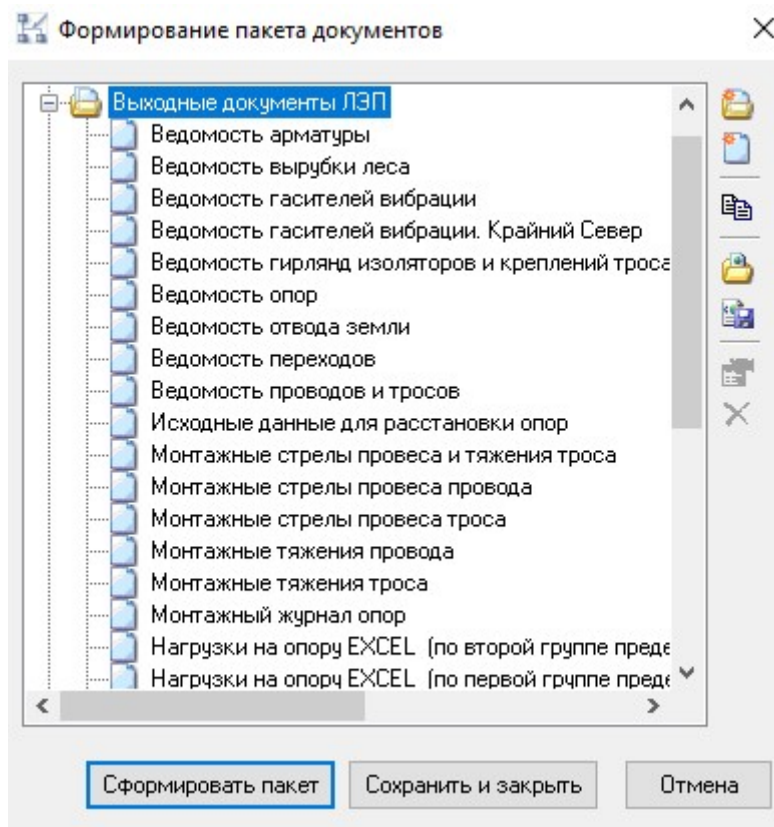 Формирование пакета документов
Выходные документы ЛЭП
Ведомость арматуры
Ведомость вырубки леса
Ведомость гасителей вибрации
Ведомость гасителей вибрации. Крайний Север
Ведомость гирлянд изоляторов и креплений троса
Ведомость опор
Ведомость отвода земли
Ведомость переходов
Ведомость проводов и тросов
Исходные данные для расстановки опор
Монтажные стрелы провеса и тяжения троса
Монтажные стрелы провеса провода
Монтажные стрелы провеса троса
Монтажные тяжения провода
Монтажные тяжения троса
Монтажный журнал опор
Нагрузки на опору EXCEL (по второй группе преде
Нагрузки на опору EXCEL (по первой группе преде
Сформировать пакет Сохранить и закрыть Отмена